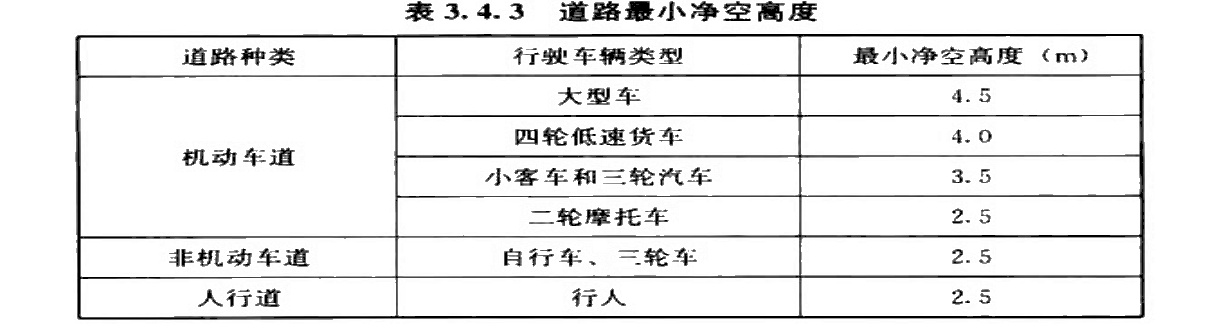 表 3.4.3 道路最小净空高度
道路种类 行驶车辆类型 最小净空高度（m）
机动车道 大型车 4.5
四轮低速货车 4.0
小客车和三轮汽车 3.5
二轮摩托车 2.5
非机动车道 自行车、三轮车 2.5
人行道 行人 2.5